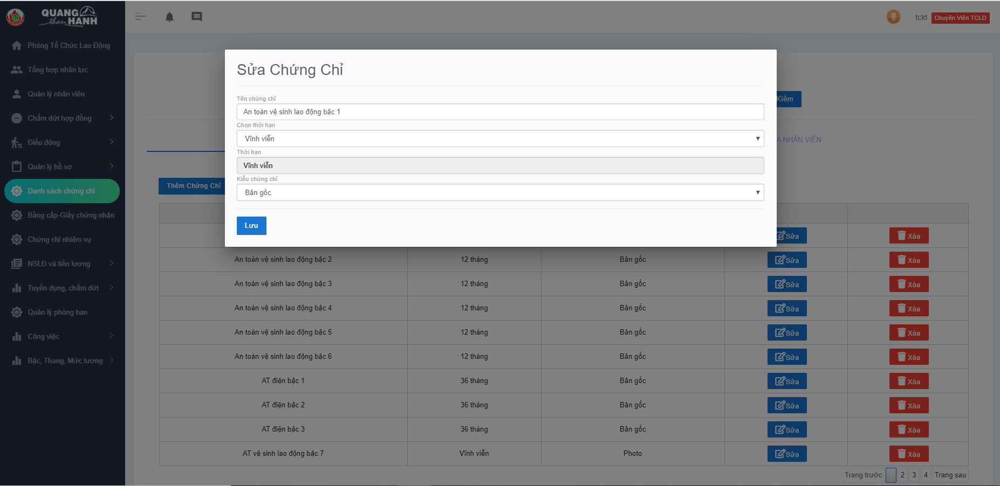 QUANG
than HANH
tcld Chuyên Viên TCLD
Phòng Tổ Chức Lao Động
Tổng hợp nhân lực
Quản lý nhân viên
Chấm dứt hợp đồng
Điều động
Quản lý hồ sơ
Danh sách chứng chỉ
Bằng cấp-Giấy chứng nhận
Chứng chỉ nhiệm vụ
NSLĐ và tiền lương
Tuyển dụng, chấm dứt
Quản lý phòng ban
Công việc
Bậc, Thang, Mức lương
Sửa Chứng Chỉ
Tên chứng chỉ
An toàn vệ sinh lao động bậc 1
Chọn thời hạn
Vĩnh viễn
Thời hạn
Vĩnh viễn
Kiểu chứng chỉ
Bản gốc
Lưu
Kiếm
A NHÂN VIÊN
Thêm Chứng Chỉ
Sửa Xóa
An toàn vệ sinh lao động bậc 2 12 tháng Bản gốc Sửa Xóa
An toàn vệ sinh lao động bậc 3 12 tháng Bản gốc Sửa Xóa
An toàn vệ sinh lao động bậc 4 12 tháng Bản gốc Sửa Xóa
An toàn vệ sinh lao động bậc 5 12 tháng Bản gốc Sửa Xóa
An toàn vệ sinh lao động bậc 6 12 tháng Bản gốc Sửa Xóa
AT điện bậc 1 36 tháng Bản gốc Sửa Xóa
AT điện bậc 2 36 tháng Bản gốc Sửa Xóa
AT điện bậc 3 36 tháng Bản gốc Sửa Xóa
AT vệ sinh lao động bậc 7 Vĩnh viễn Photo Sửa Xóa
Trang trước 2 3 4 Trang sau